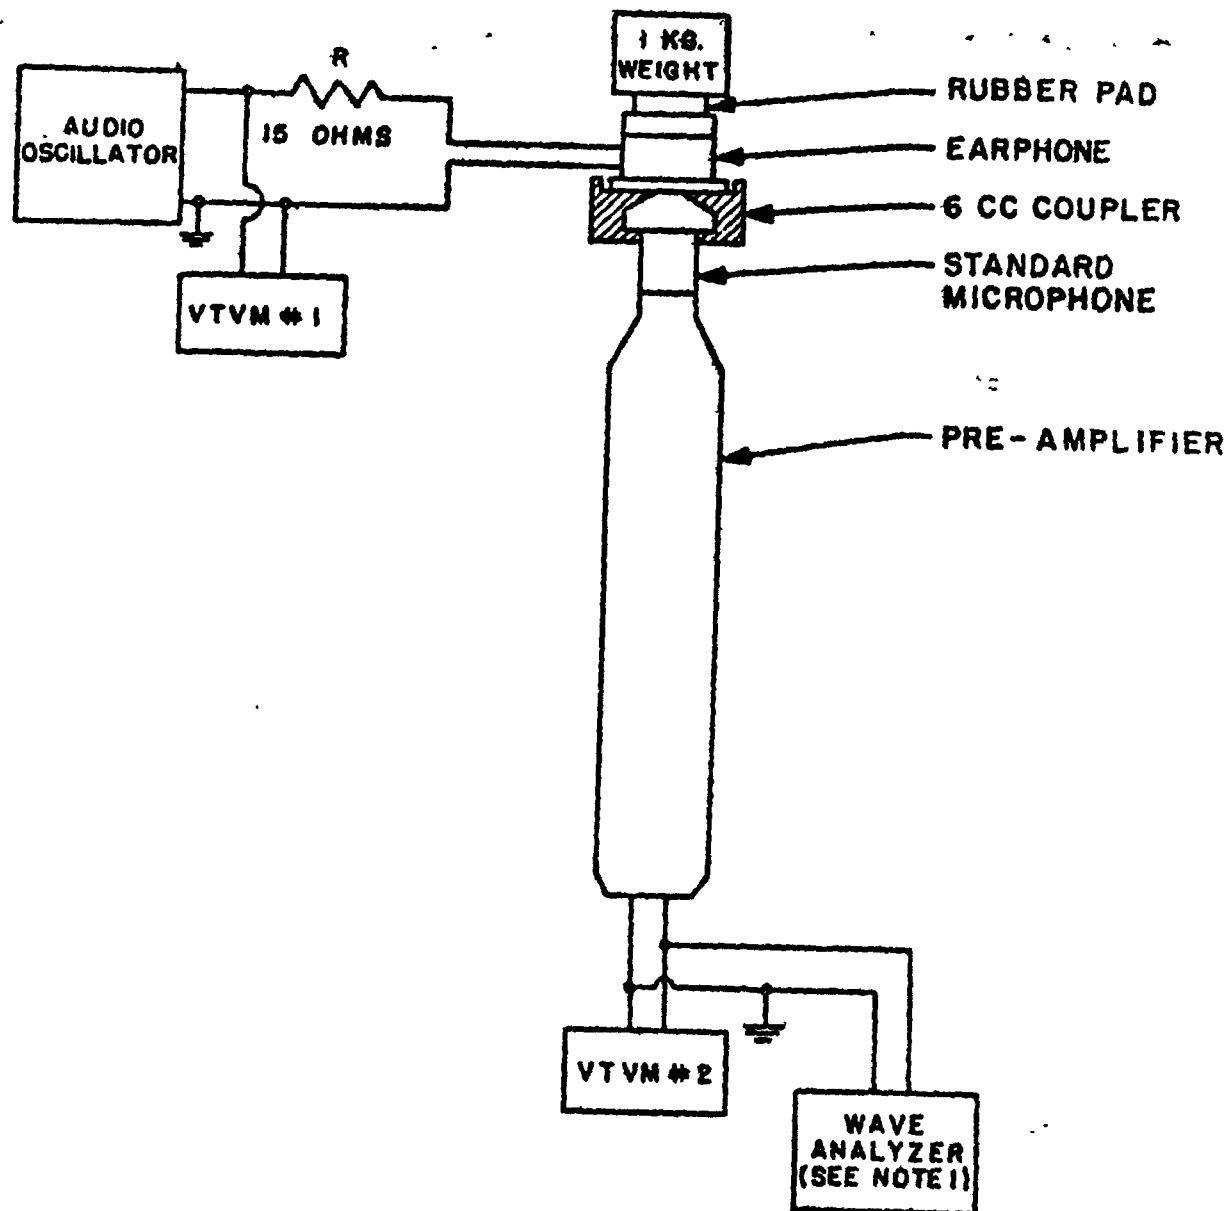 1 KG.
WEIGHT
R
15 OHMS
AUDIO
OSCILLATOR
VTVM #1
RUBBER PAD
EARPHONE
6 CC COUPLER
STANDARD
MICROPHONE
PRE-AMPLIFIER
VTVM #2
WAVE
ANALYZER
(SEE NOTE 1)